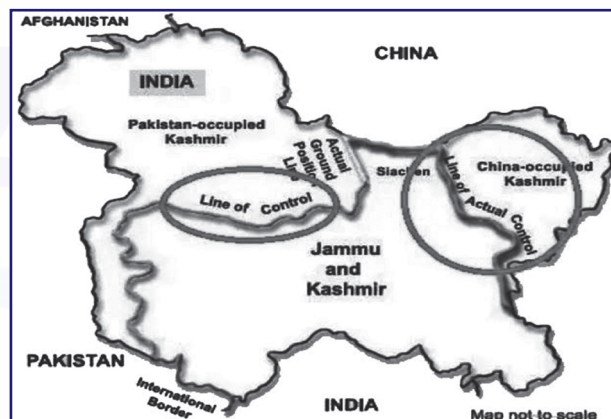 AFGHANISTAN
CHINA
INDIA
Pakistan-occupied
Kashmir
Actual
Ground
Position
Siachen
China-occupied
Kashmir
Line of Control
Line of Actual Control
Jammu
and
Kashmir
PAKISTAN
International
Border
INDIA
Map not to scale